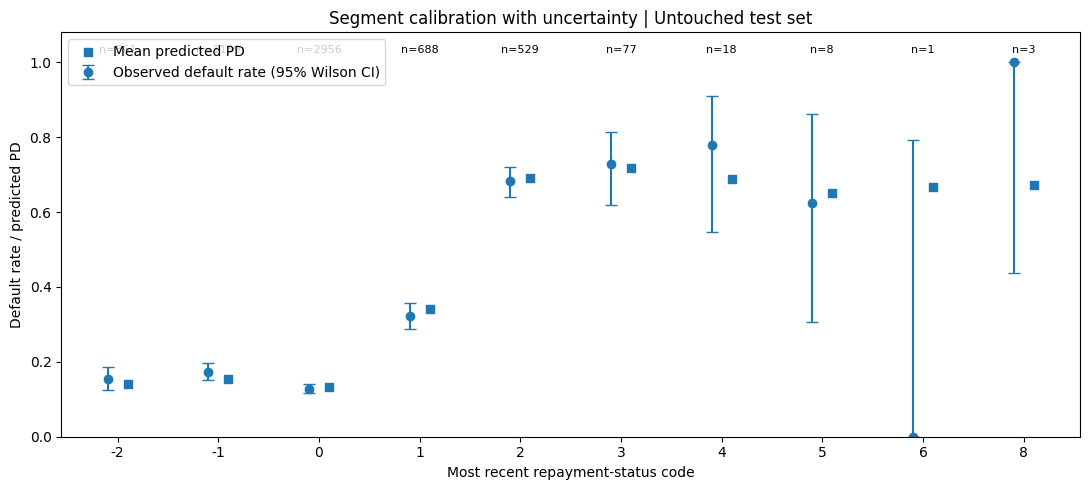 Segment calibration with uncertainty | Untouched test set
n=2956 n=688 n=529 n=77 n=18 n=8 n=1 n=3
Mean predicted PD
Observed default rate (95% Wilson CI)
Default rate / predicted PD
1.0
0.8
0.6
0.4
0.2
0.0
-2 -1 0 1 2 3 4 5 6 8
Most recent repayment-status code